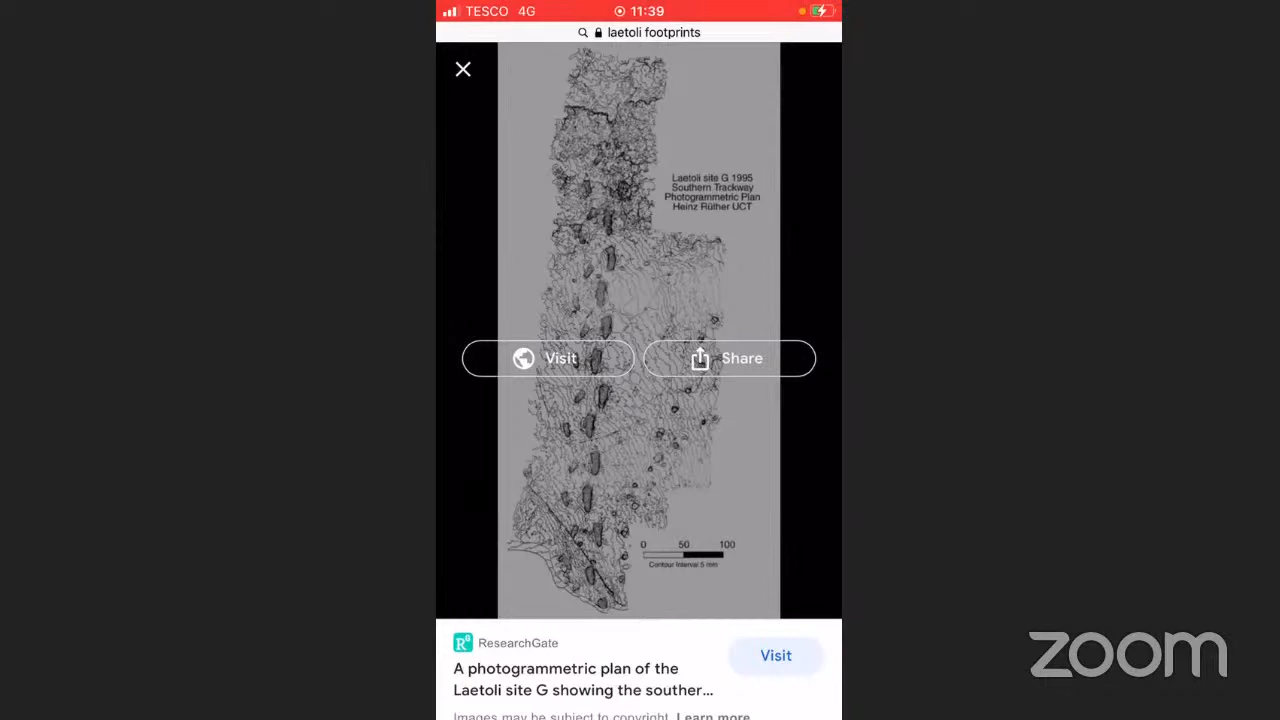 TESCO 4G 11:39
laetoli footprints
Laetoli site G 1995
Southern Trackway
Photogrammetric Plan
Heinz Rüther UCT
Visit Share
0 50 100
Contour Interval 5 mm
ResearchGate
A photogrammetric plan of the
Laetoli site G showing the souther...
Visit
Images may be subject to copyright. Learn more
zoom